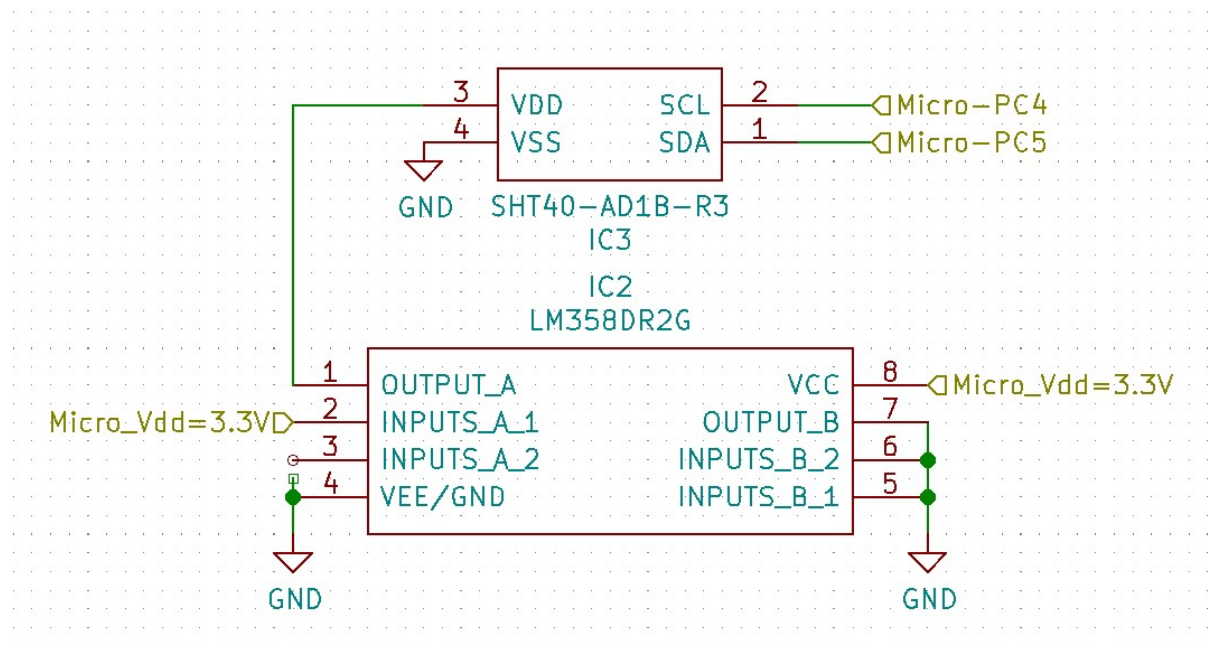 3 VDD SCL 2 Micro-PC4
4 VSS SDA 1 Micro-PC5
GND SHT40-AD1B-R3
IC3
IC2
LM358DR2G
1 OUTPUT_A VCC 8 Micro_Vdd=3.3V
Micro_Vdd=3.3V 2 INPUTS_A_1 OUTPUT_B 7
3 INPUTS_A_2 INPUTS_B_2 6
4 VEE/GND INPUTS_B_1 5
GND GND